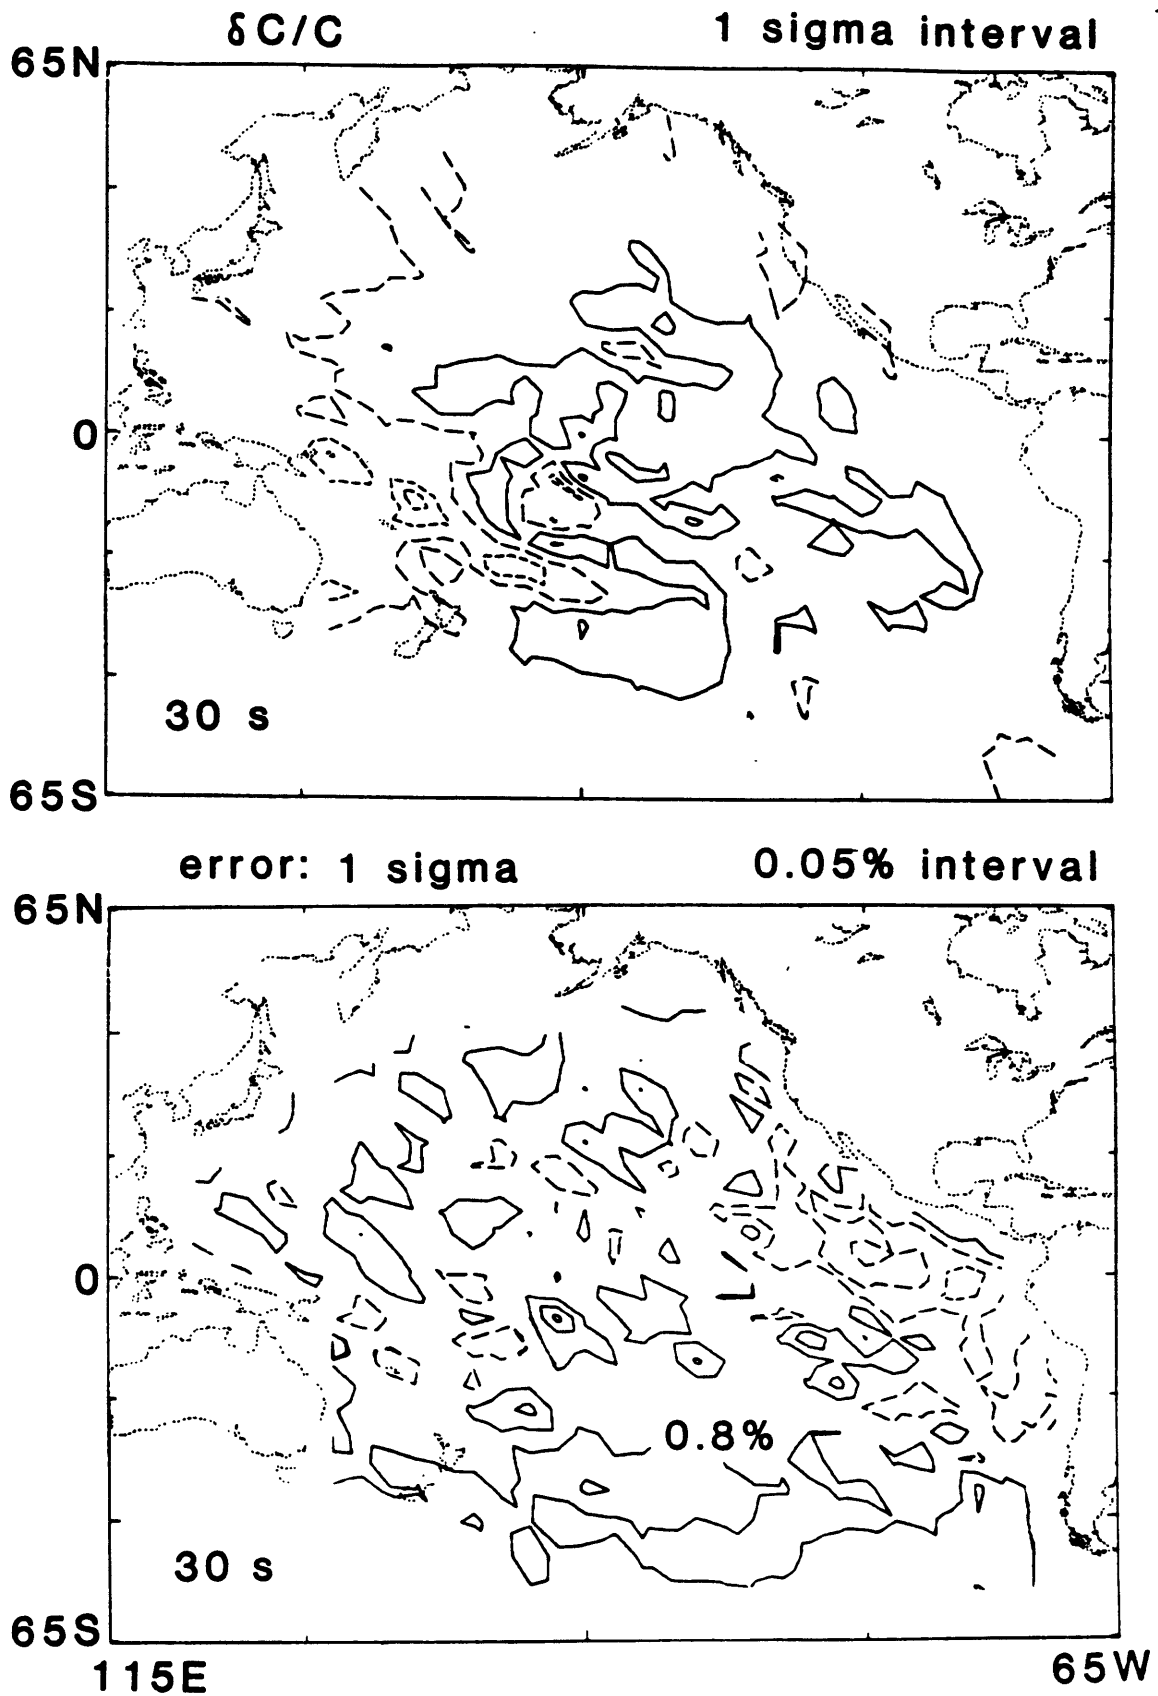 δC/C 1 sigma interval
65N
0
30 s
65S
error: 1 sigma 0.05% interval
65N
0
0.8%
30 s
65S
115E 65W